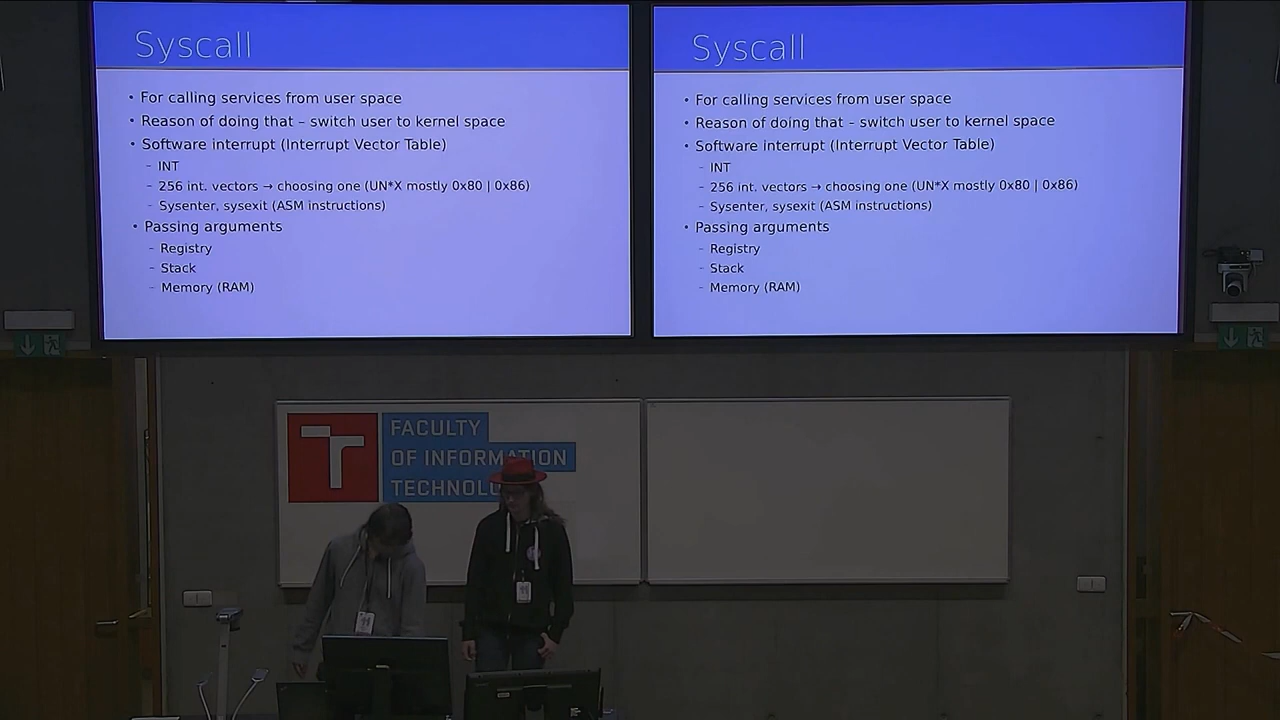 Syscall
• For calling services from user space
• Reason of doing that – switch user to kernel space
• Software interrupt (Interrupt Vector Table)
– INT
– 256 int. vectors → choosing one (UN*X mostly 0x80 | 0x86)
– Sysenter, sysexit (ASM instructions)
• Passing arguments
– Registry
– Stack
– Memory (RAM)
Syscall
• For calling services from user space
• Reason of doing that – switch user to kernel space
• Software interrupt (Interrupt Vector Table)
– INT
– 256 int. vectors → choosing one (UN*X mostly 0x80 | 0x86)
– Sysenter, sysexit (ASM instructions)
• Passing arguments
– Registry
– Stack
– Memory (RAM)
T FACULTY
OF INFORMATION
TECHNOLO